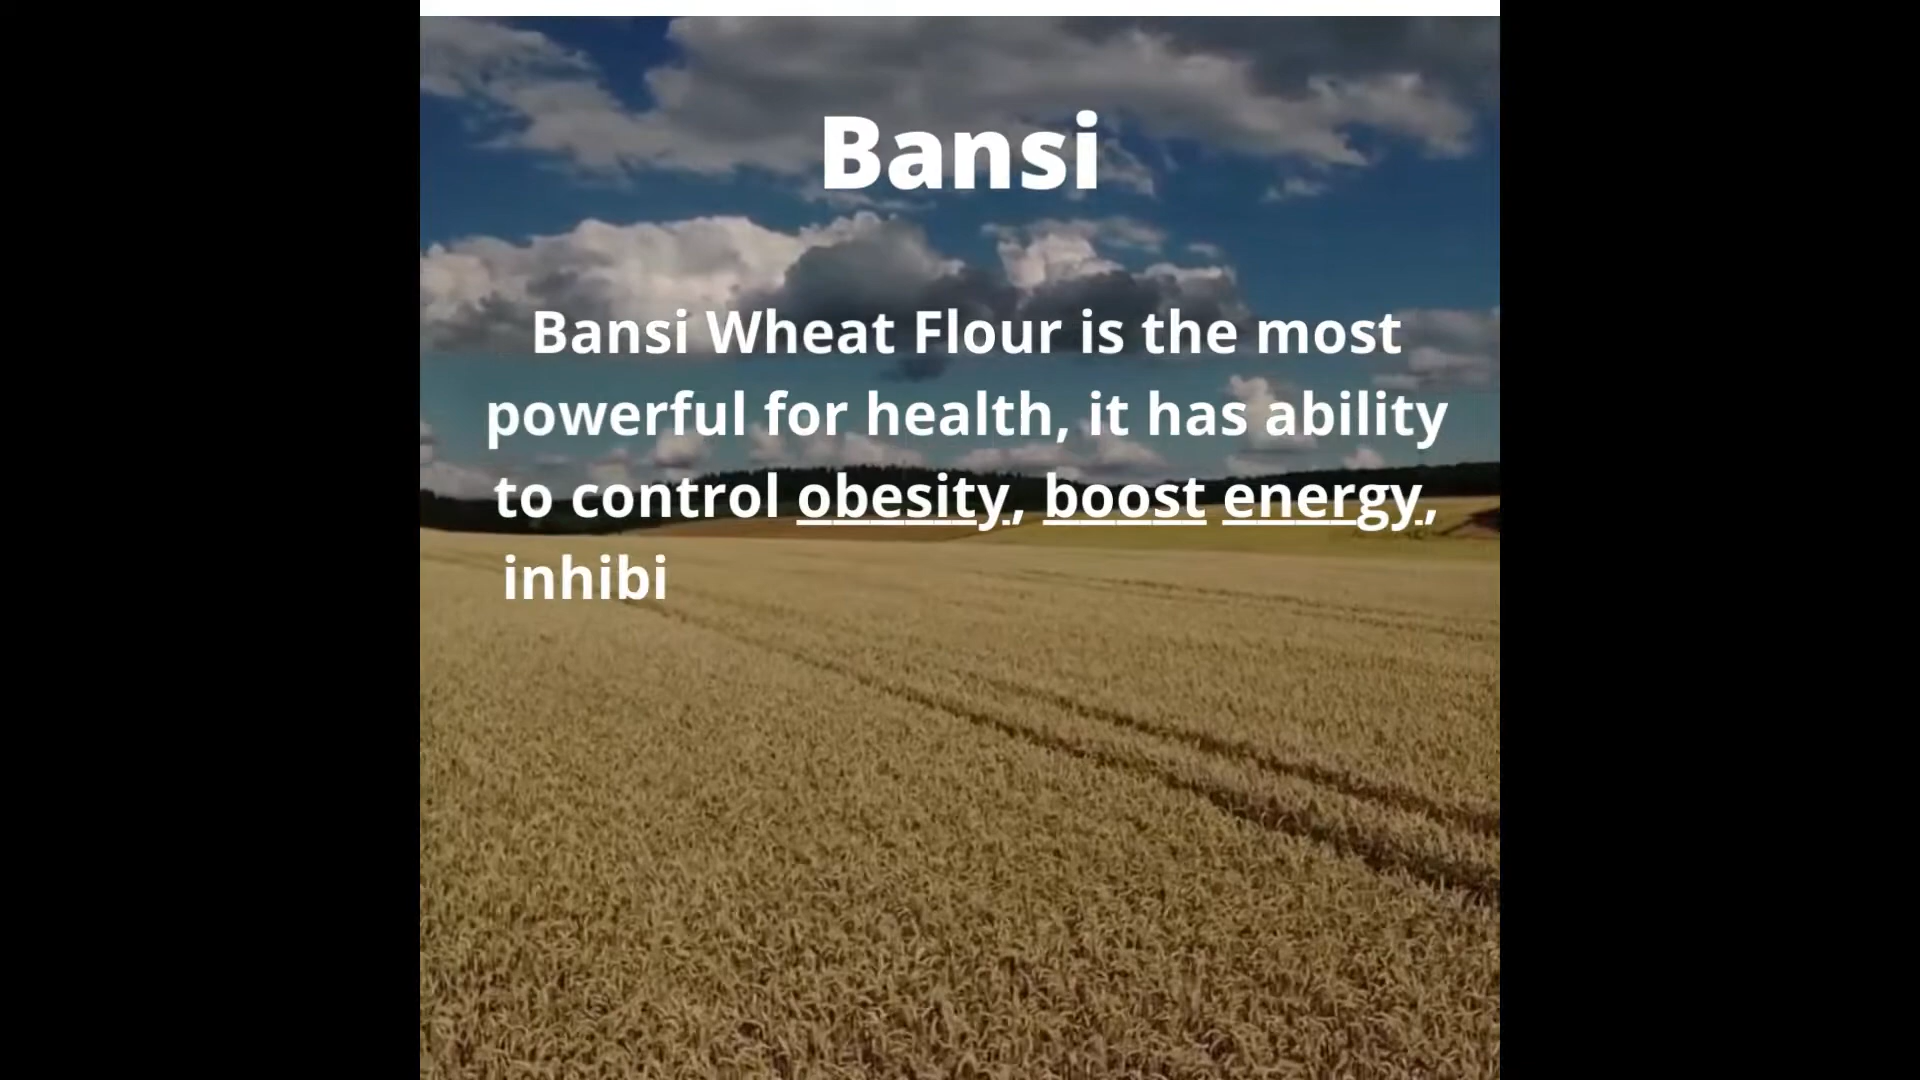 Bansi
Bansi Wheat Flour is the most
powerful for health, it has ability
to control obesity, boost energy,
inhibi